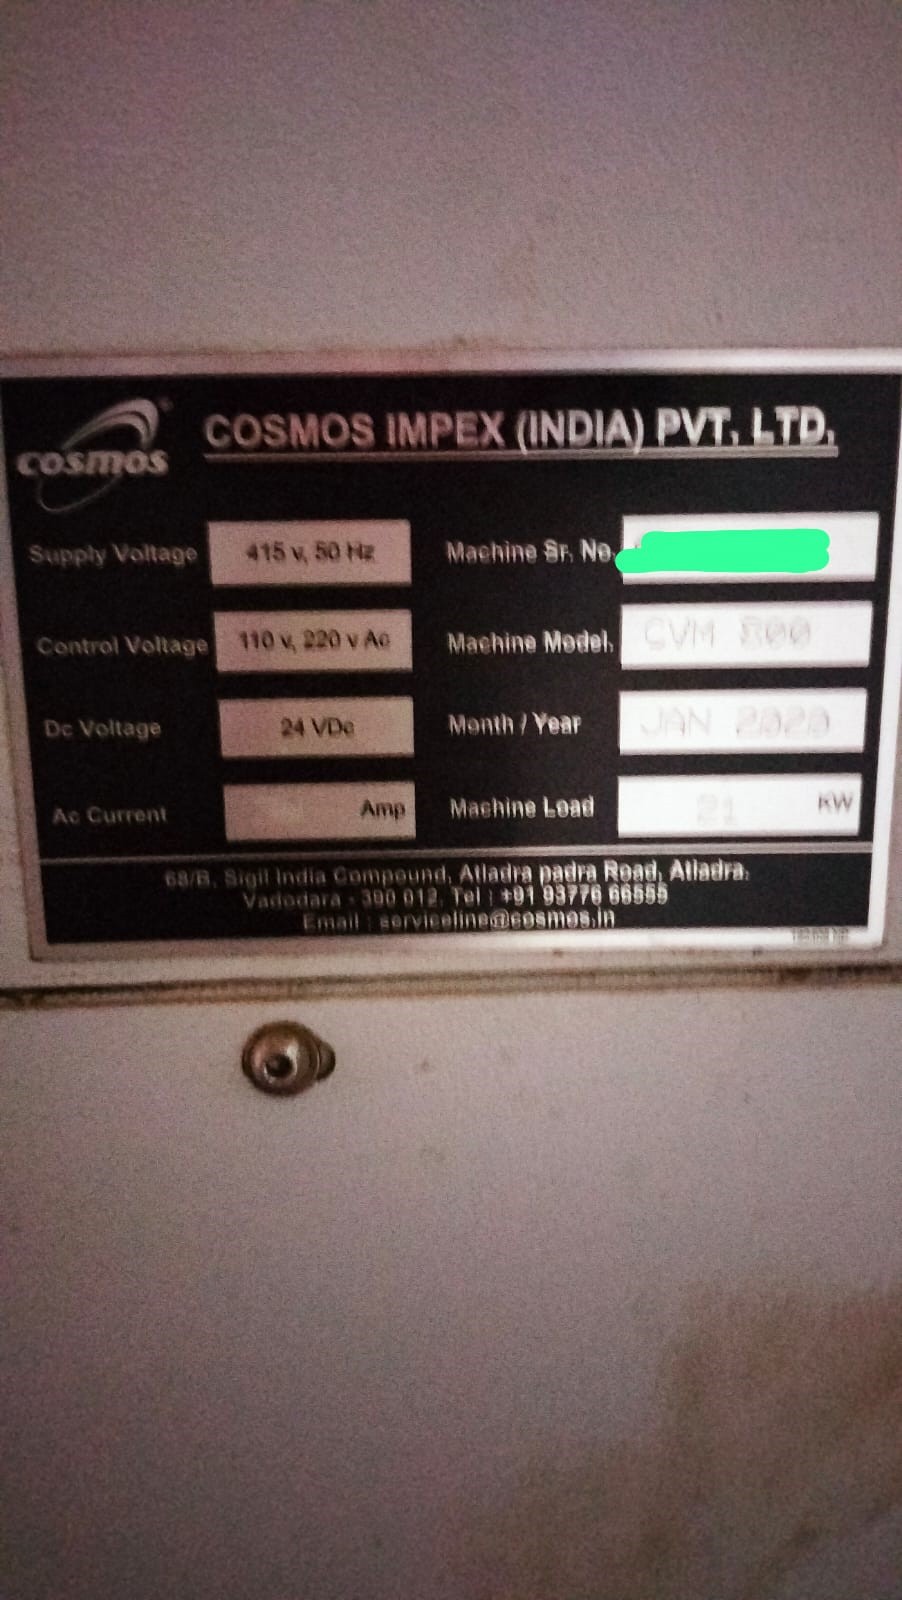 cosmos
COSMOS IMPEX (INDIA) PVT. LTD.
Supply Voltage 415 v, 50 Hz Machine Sr. No.
Control Voltage 110 v, 220 v Ac Machine Model. CVM 800
Dc Voltage 24 VDc Month / Year JAN 2020
Ac Current Amp Machine Load 21 KW
68/B, Sigil India Compound, Atladra padra Road, Atladra.
Vadodara - 390 012, Tel : +91 93776 66555
Email : serviceline@cosmos.in